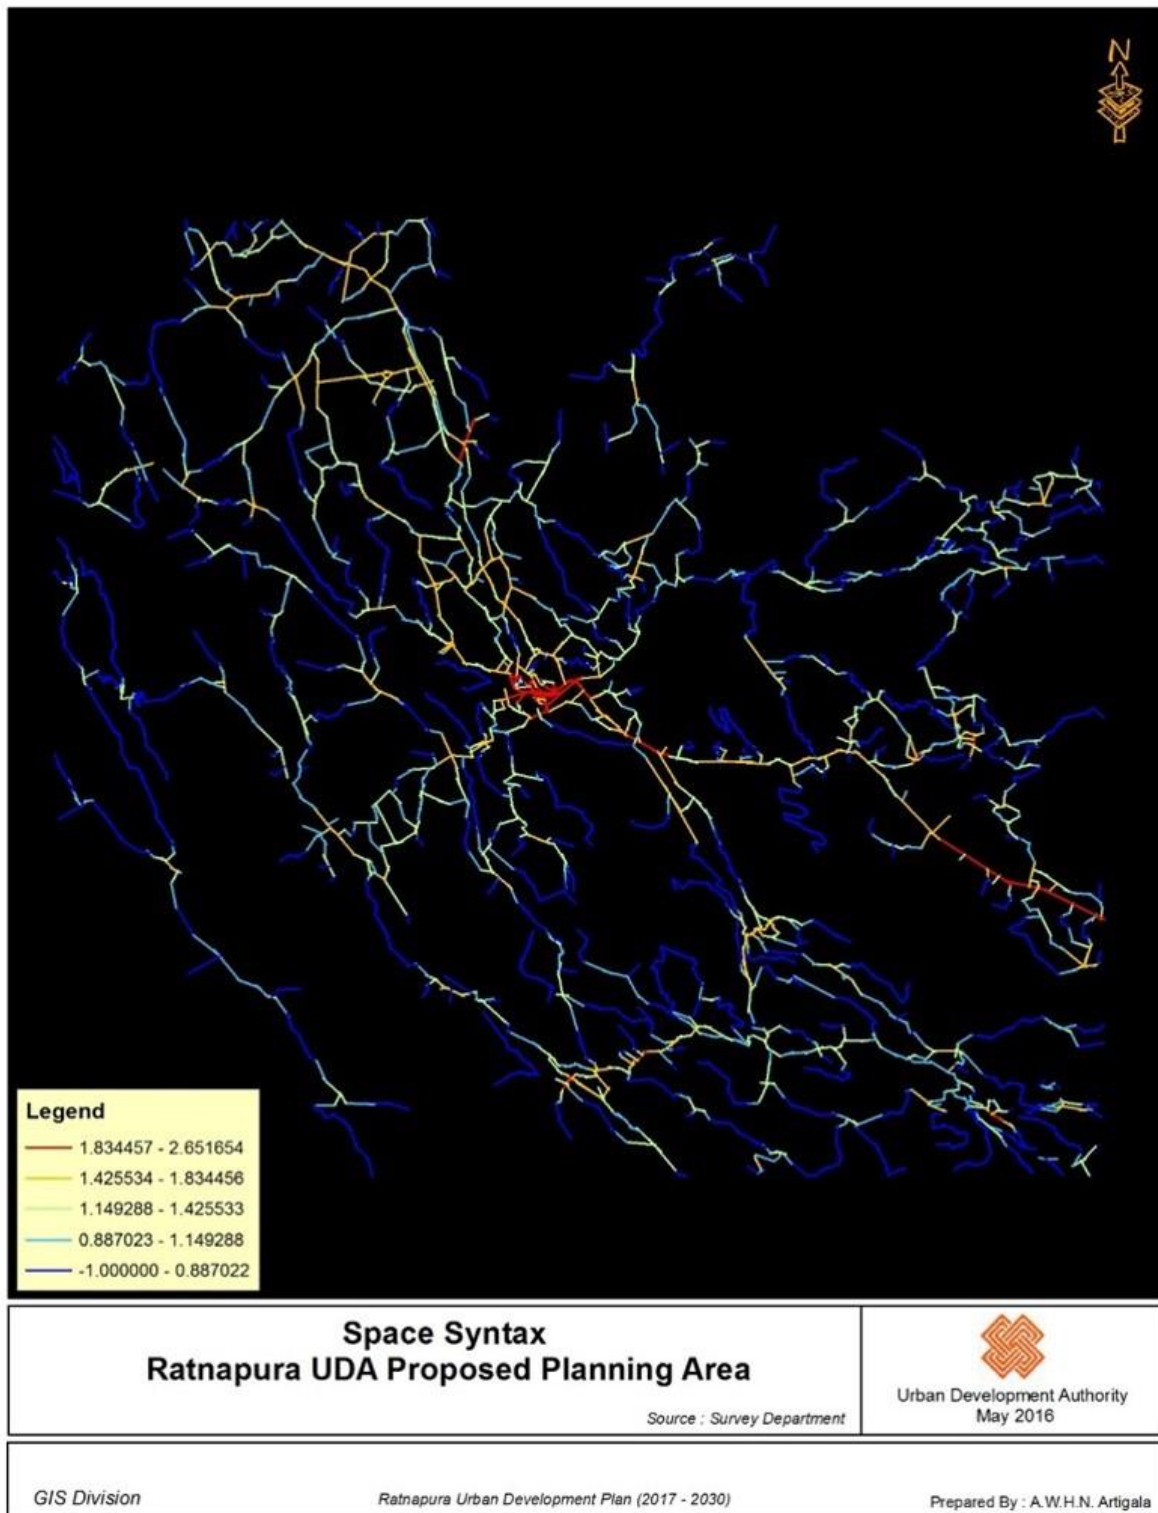 N
Legend
1.834457 - 2.651654
1.425534 - 1.834456
1.149288 - 1.425533
0.887023 - 1.149288
-1.000000 - 0.887022
Space Syntax
Ratnapura UDA Proposed Planning Area
Source : Survey Department
Urban Development Authority
May 2016
GIS Division
Ratnapura Urban Development Plan (2017 - 2030)
Prepared By : A.W.H.N. Artigala